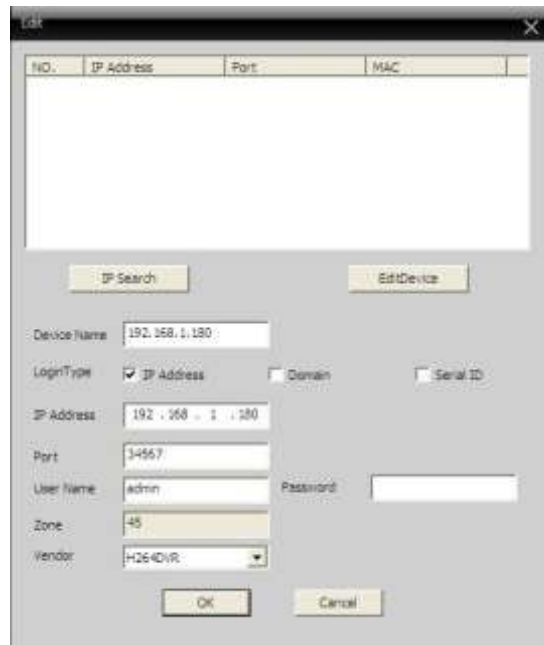 Edit
NO. IP Address Port MAC
IP Search EditDevice
Device Name 192.168.1.180
LoginType IP Address Domain Serial ID
IP Address 192 . 168 . 1 . 180
Port 34567
User Name admin Password
Zone 48
Vendor H264DVR
OK Cancel